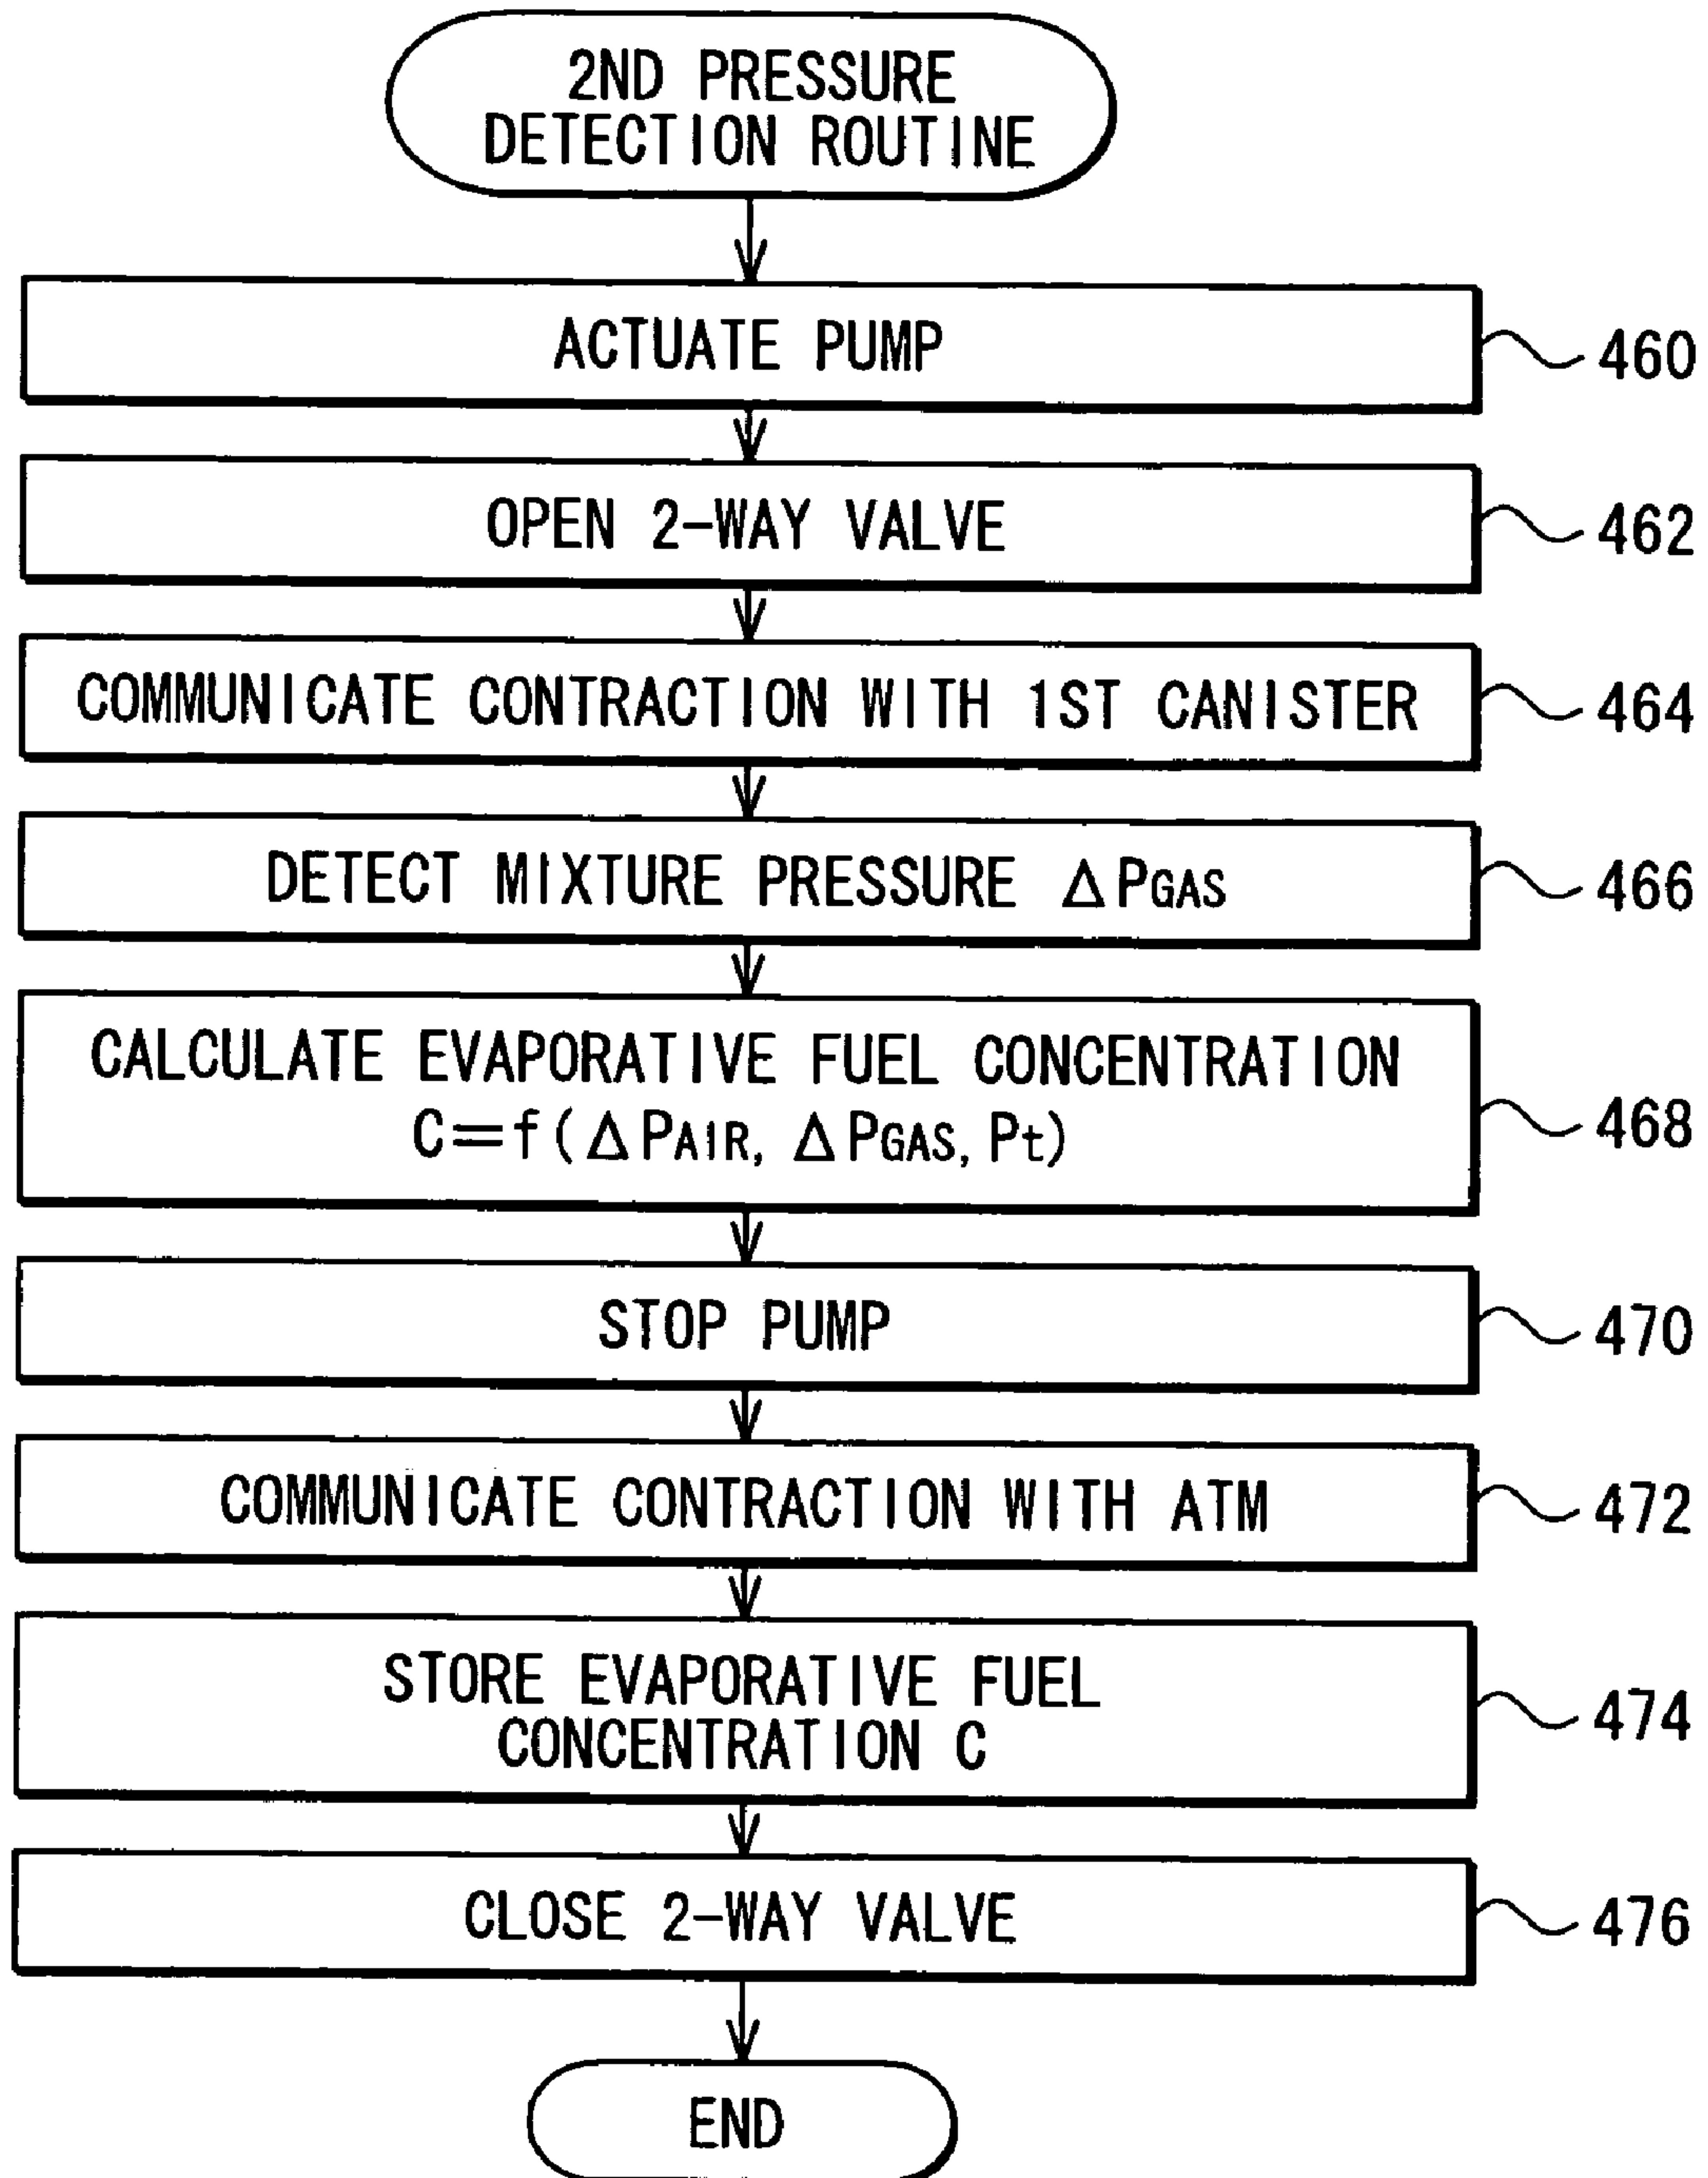 2ND PRESSURE
DETECTION ROUTINE
ACTUATE PUMP
460
OPEN 2-WAY VALVE
462
COMMUNICATE CONTRACTION WITH 1ST CANISTER
464
DETECT MIXTURE PRESSURE ΔPGAS
466
CALCULATE EVAPORATIVE FUEL CONCENTRATION
C=f(ΔPAIR, ΔPGAS, Pt)
468
STOP PUMP
470
COMMUNICATE CONTRACTION WITH ATM
472
STORE EVAPORATIVE FUEL
CONCENTRATION C
474
CLOSE 2-WAY VALVE
476
END